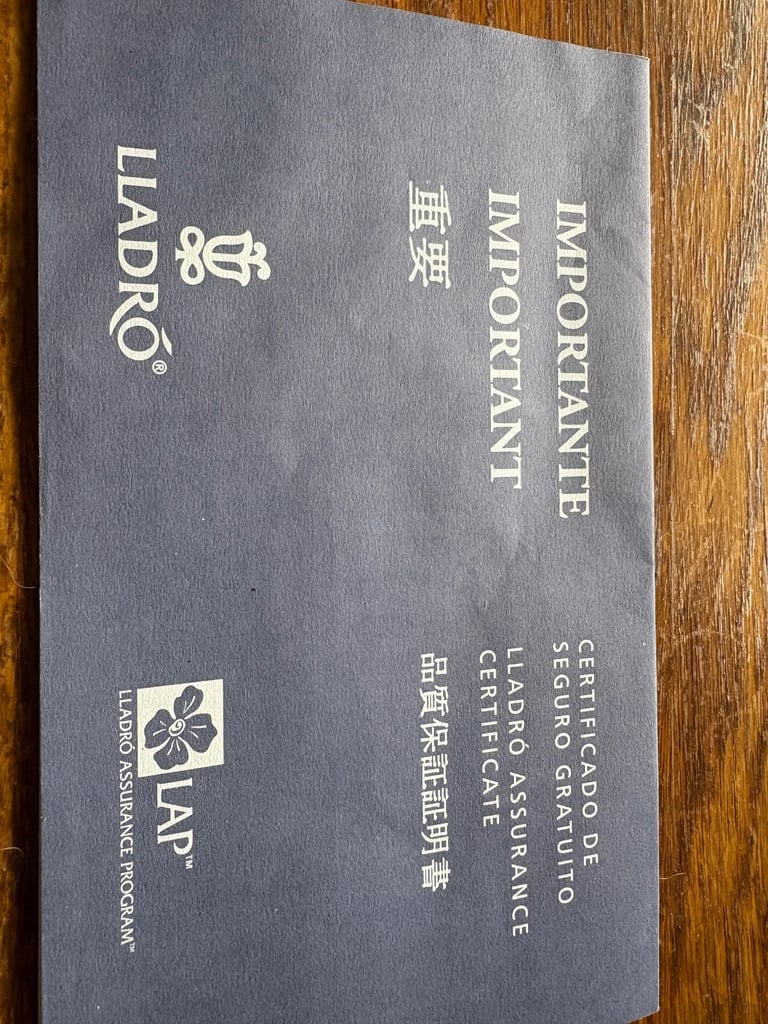 IMPORTANTE
IMPORTANT
重要
LLADRÓ®
CERTIFICADO DE
SEGURO GRATUITO
LLADRÓ ASSURANCE
CERTIFICATE
品質保証証明書
LAP™
LLADRÓ ASSURANCE PROGRAM™